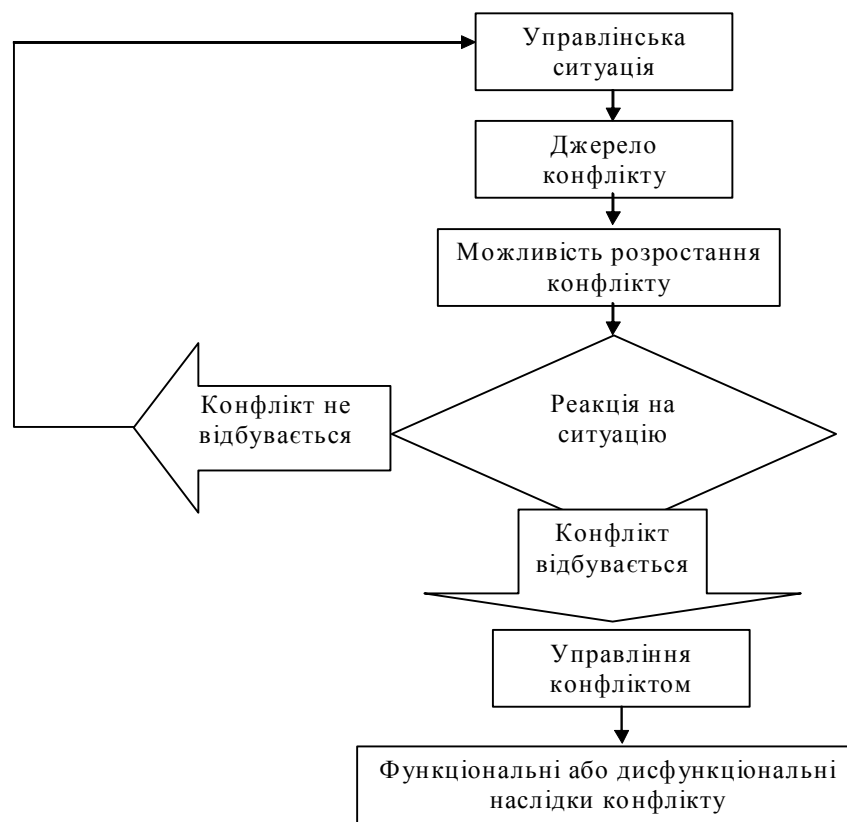 Управлінська
ситуація
Джерело
конфлікту
Можливість розростання
конфлікту
Реакція на
ситуацію
Конфлікт не
відбувається
Конфлікт
відбувається
Управління
конфліктом
Функціональні або дисфункціональні
наслідки конфлікту